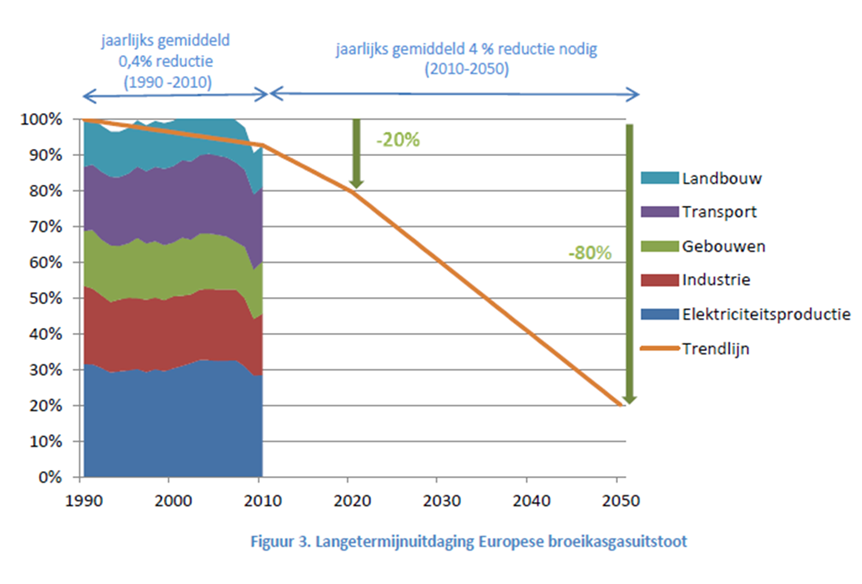 jaarlijks gemiddeld
0,4% reductie
(1990 -2010)
jaarlijks gemiddeld 4 % reductie nodig
(2010-2050)
100%
90%
80%
70%
60%
50%
40%
30%
20%
10%
0%
-20%
-80%
Landbouw
Transport
Gebouwen
Industrie
Elektriciteitsproductie
Trendlijn
1990 2000 2010 2020 2030 2040 2050
Figuur 3. Langetermijnuitdaging Europese broeikasgasuitstoot